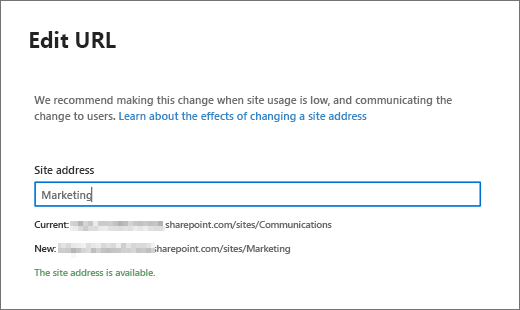 Edit URL
We recommend making this change when site usage is low, and communicating the
change to users. Learn about the effects of changing a site address
Site address
Marketing
Current: .sharepoint.com/sites/Communications
New: sharepoint.com/sites/Marketing
The site address is available.